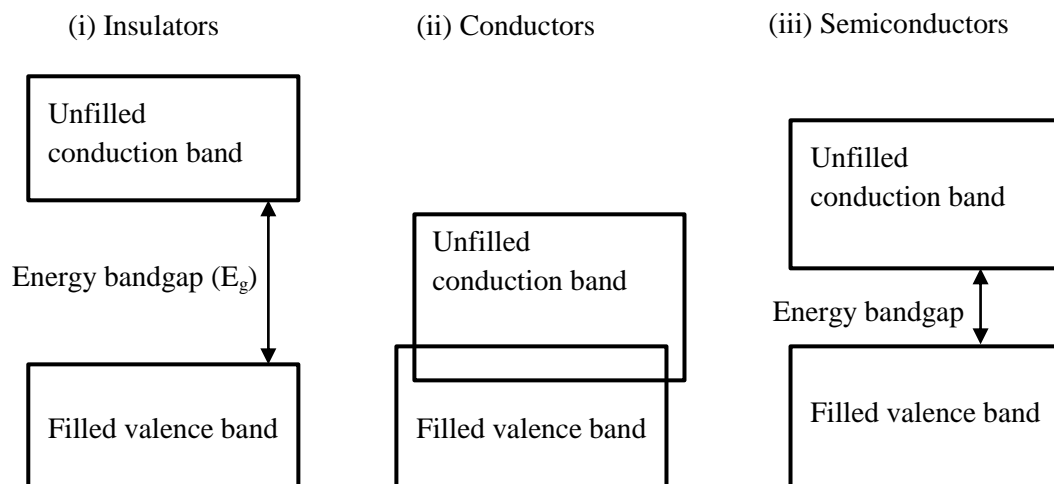 (i) Insulators
Unfilled
conduction band
Energy bandgap (E_g)
Filled valence band
(ii) Conductors
Unfilled
conduction band
Filled valence band
(iii) Semiconductors
Unfilled
conduction band
Energy bandgap
Filled valence band